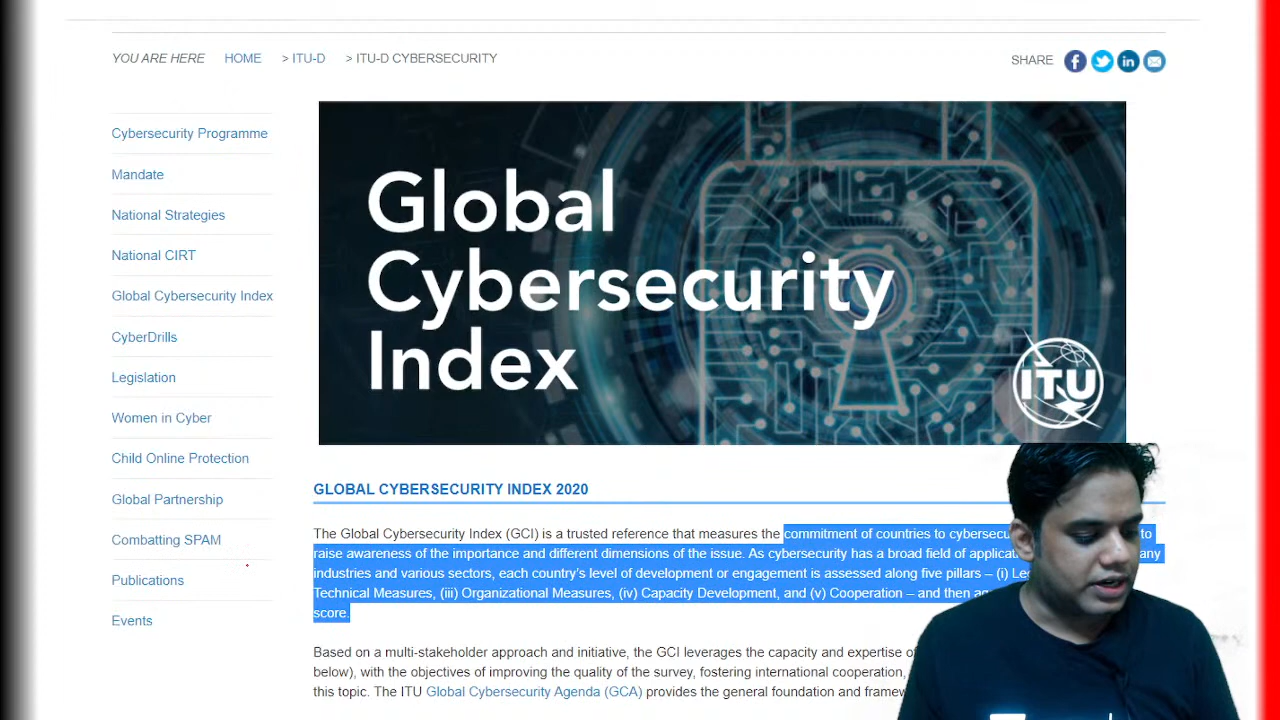 YOU ARE HERE HOME > ITU-D > ITU-D CYBERSECURITY
SHARE
Cybersecurity Programme
Mandate
National Strategies
National CIRT
Global Cybersecurity Index
CyberDrills
Legislation
Women in Cyber
Child Online Protection
Global Partnership
Combatting SPAM
Publications
Events
Global
Cybersecurity
Index
ITU
GLOBAL CYBERSECURITY INDEX 2020
The Global Cybersecurity Index (GCI) is a trusted reference that measures the commitment of countries to to
raise awareness of the importance and different dimensions of the issue. As cybersecurity has a broad field of
industries and various sectors, each country's level of development or engagement is assessed along five pillars – (i)
Technical Measures, (iii) Organizational Measures, (iv) Capacity Development, and (v) Cooperation – and then
score.
Based on a multi-stakeholder approach and initiative, the GCI leverages the capacity and expertise of
below), with the objectives of improving the quality of the survey, fostering international cooperation,
this topic. The ITU Global Cybersecurity Agenda (GCA) provides the general foundation and